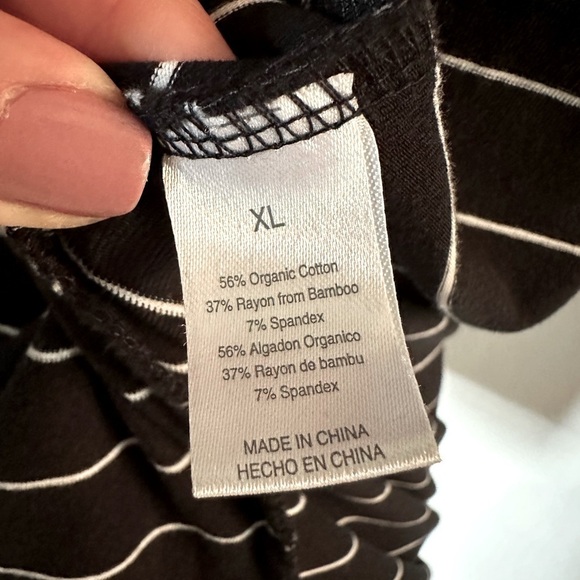 XL
56% Organic Cotton
37% Rayon from Bamboo
7% Spandex
56% Algadon Organico
37% Rayon de bambu
7% Spandex
MADE IN CHINA
HECHO EN CHINA